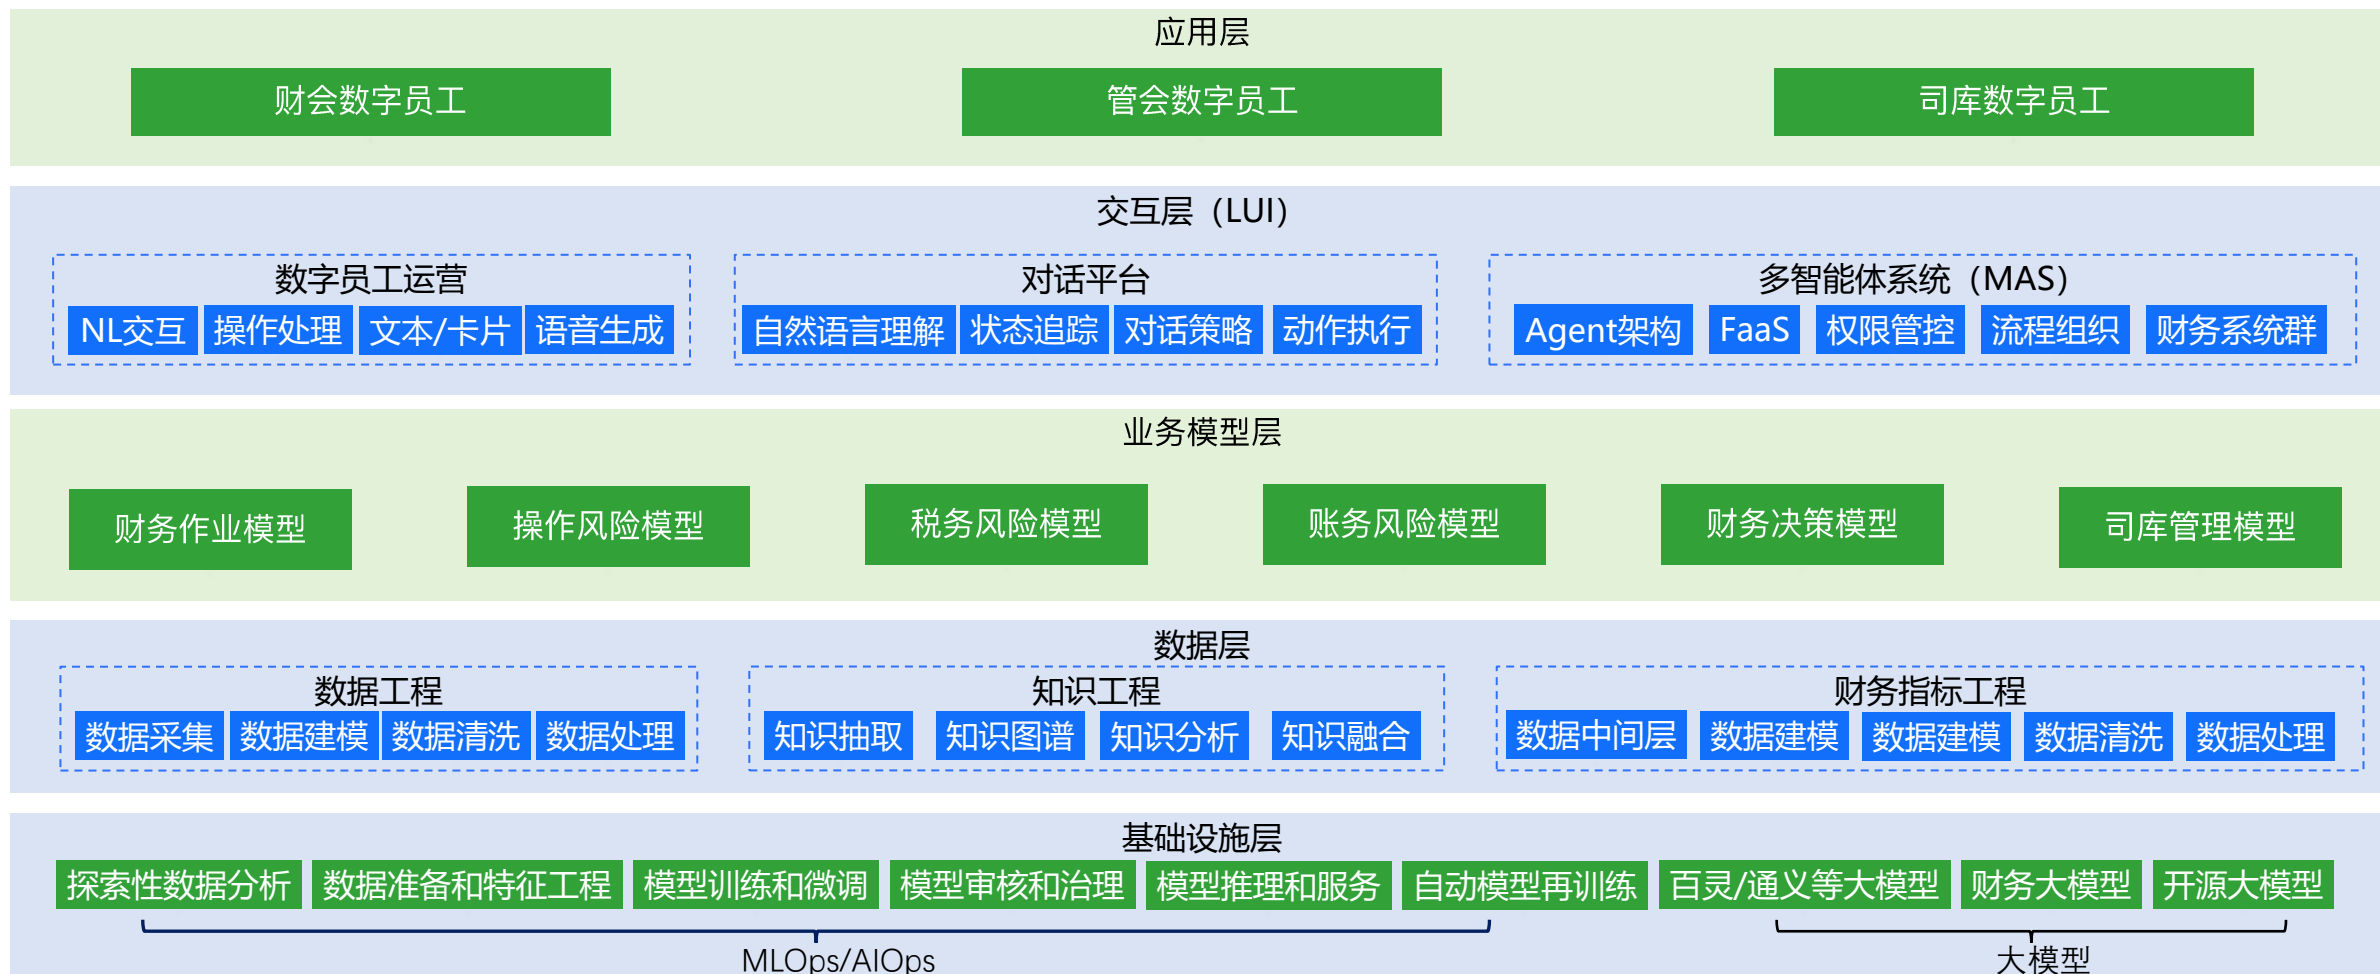 应用层
财会数字员工 管会数字员工 司库数字员工
交互层（LUI）
数字员工运营
NL交互 操作处理 文本/卡片 语音生成
对话平台
自然语言理解 状态追踪 对话策略 动作执行
多智能体系统（MAS）
Agent架构 FaaS 权限管控 流程组织 财务系统群
业务模型层
财务作业模型 操作风险模型 税务风险模型 账务风险模型 财务决策模型 司库管理模型
数据层
数据工程
数据采集 数据建模 数据清洗 数据处理
知识工程
知识抽取 知识图谱 知识分析 知识融合
财务指标工程
数据中间层 数据建模 数据建模 数据清洗 数据处理
基础设施层
探索性数据分析 数据准备和特征工程 模型训练和微调 模型审核和治理 模型推理和服务 自动模型再训练 百灵/通义等大模型 财务大模型 开源大模型
MLOps/AIOps 大模型